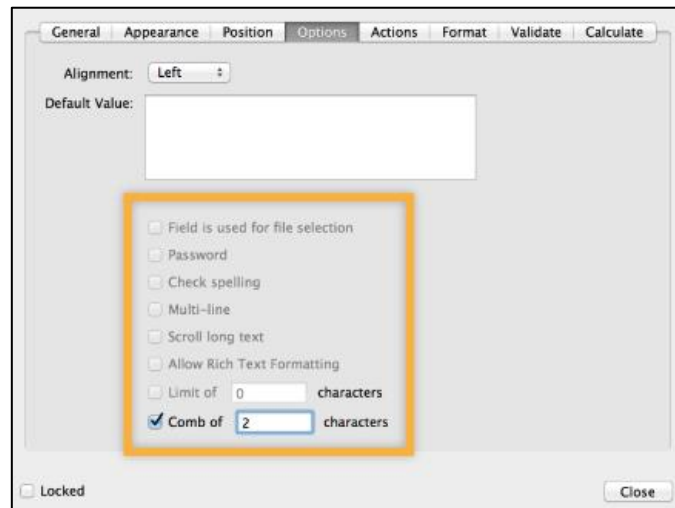 General Appearance Position Options Actions Format Validate Calculate
Alignment: Left
Default Value:
Field is used for file selection
Password
Check spelling
Multi-line
Scroll long text
Allow Rich Text Formatting
Limit of 0 characters
Comb of 2 characters
Locked Close